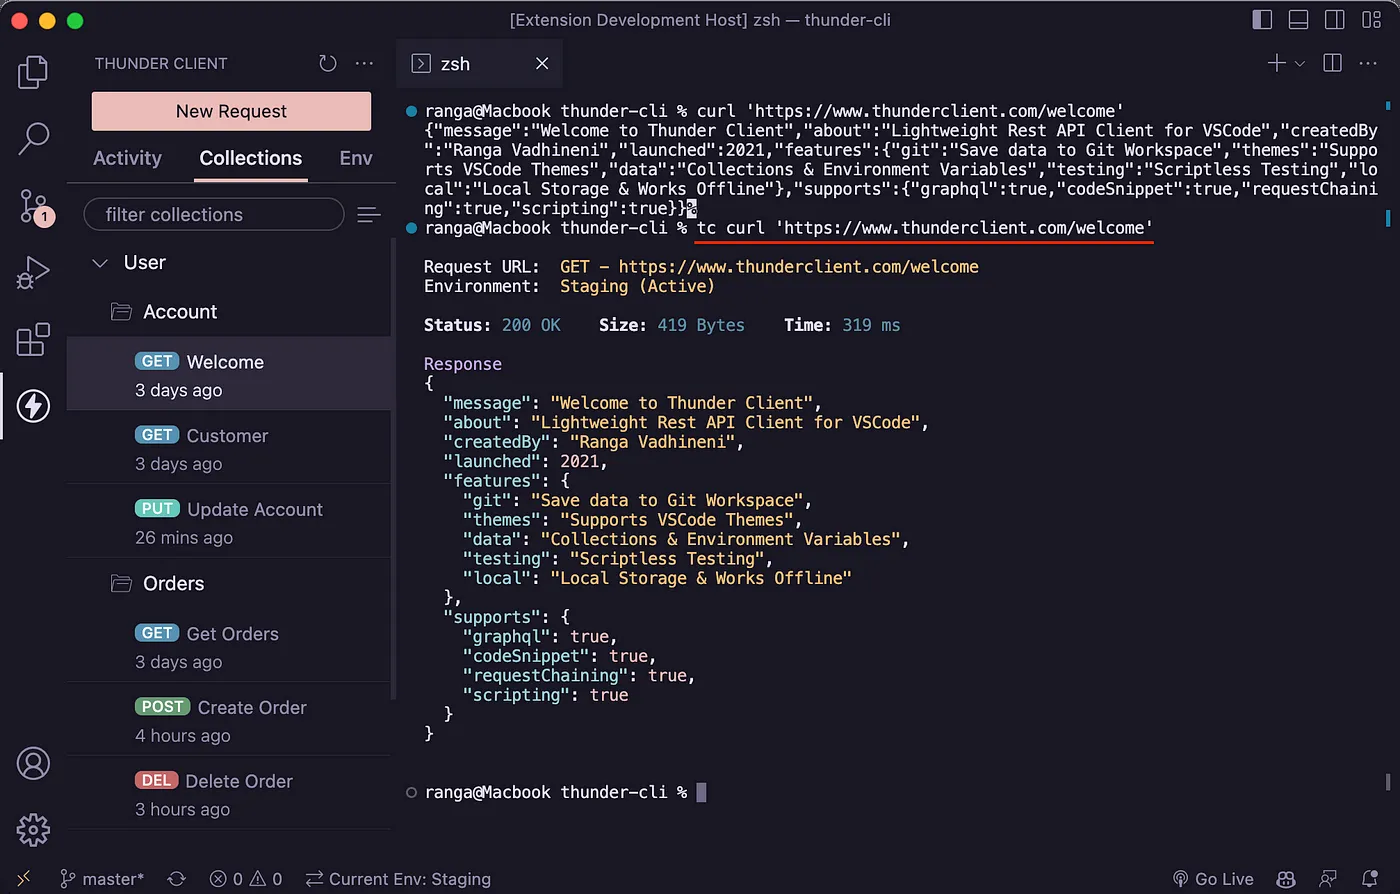 [Extension Development Host] zsh — thunder-cli
THUNDER CLIENT
New Request
Activity Collections Env
filter collections
User
Account
GET Welcome
3 days ago
GET Customer
3 days ago
PUT Update Account
26 mins ago
Orders
GET Get Orders
3 days ago
POST Create Order
4 hours ago
DEL Delete Order
3 hours ago
1
zsh
ranga@Macbook thunder-cli % curl 'https://www.thunderclient.com/welcome'
{"message":"Welcome to Thunder Client","about":"Lightweight Rest API Client for VSCode","createdBy
":"Ranga Vadhineni","launched":2021,"features":{"git":"Save data to Git Workspace","themes":"Suppo
rts VSCode Themes","data":"Collections & Environment Variables","testing":"Scriptless Testing","lo
cal":"Local Storage & Works Offline"},"supports":{"graphql":true,"codeSnippet":true,"requestChaini
ng":true,"scripting":true}}%
ranga@Macbook thunder-cli % tc curl 'https://www.thunderclient.com/welcome'
Request URL: GET - https://www.thunderclient.com/welcome
Environment: Staging (Active)
Status: 200 OK Size: 419 Bytes Time: 319 ms
Response
{
"message": "Welcome to Thunder Client",
"about": "Lightweight Rest API Client for VSCode",
"createdBy": "Ranga Vadhineni",
"launched": 2021,
"features": {
"git": "Save data to Git Workspace",
"themes": "Supports VSCode Themes",
"data": "Collections & Environment Variables",
"testing": "Scriptless Testing",
"local": "Local Storage & Works Offline"
},
"supports": {
"graphql": true,
"codeSnippet": true,
"requestChaining": true,
"scripting": true
}
}
ranga@Macbook thunder-cli %
master* 0 0 Current Env: Staging Go Live